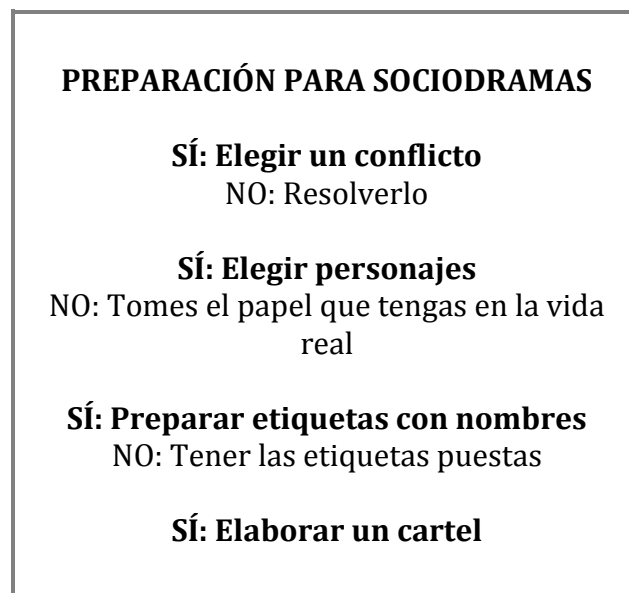 PREPARACIÓN PARA SOCIODRAMAS
SÍ: Elegir un conflicto
NO: Resolverlo
SÍ: Elegir personajes
NO: Tomes el papel que tengas en la vida
real
SÍ: Preparar etiquetas con nombres
NO: Tener las etiquetas puestas
SÍ: Elaborar un cartel